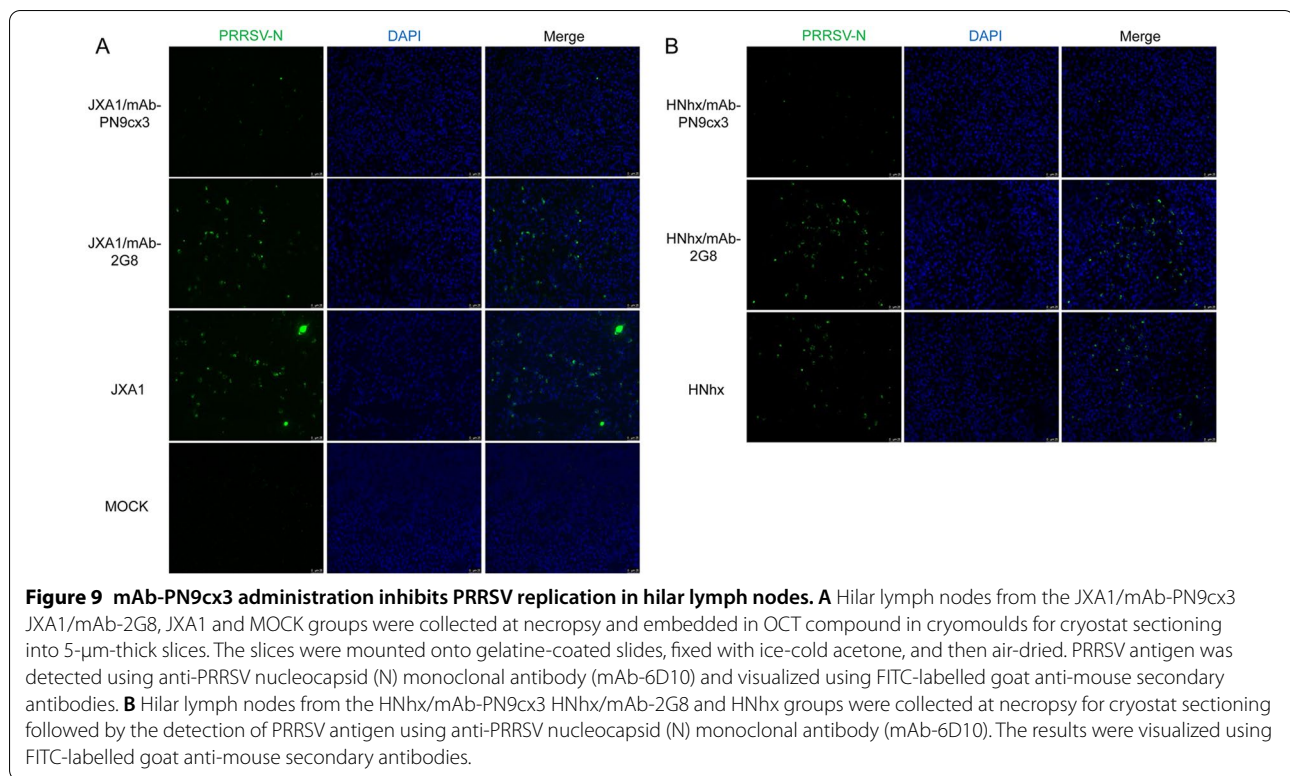 A
PRRSV-N
DAPI
Merge
JXA1/mAb-
PN9cx3
JXA1/mAb-
2G8
JXA1
MOCK
B
PRRSV-N
DAPI
Merge
HNhx/mAb-
PN9cx3
HNhx/mAb-
2G8
HNhx
Figure 9 mAb-PN9cx3 administration inhibits PRRSV replication in hilar lymph nodes. A Hilar lymph nodes from the JXA1/mAb-PN9cx3
JXA1/mAb-2G8, JXA1 and MOCK groups were collected at necropsy and embedded in OCT compound in cryomoulds for cryostat sectioning
into 5-μm-thick slices. The slices were mounted onto gelatine-coated slides, fixed with ice-cold acetone, and then air-dried. PRRSV antigen was
detected using anti-PRRSV nucleocapsid (N) monoclonal antibody (mAb-6D10) and visualized using FITC-labelled goat anti-mouse secondary
antibodies. B Hilar lymph nodes from the HNhx/mAb-PN9cx3 HNhx/mAb-2G8 and HNhx groups were collected at necropsy for cryostat sectioning
followed by the detection of PRRSV antigen using anti-PRRSV nucleocapsid (N) monoclonal antibody (mAb-6D10). The results were visualized using
FITC-labelled goat anti-mouse secondary antibodies.